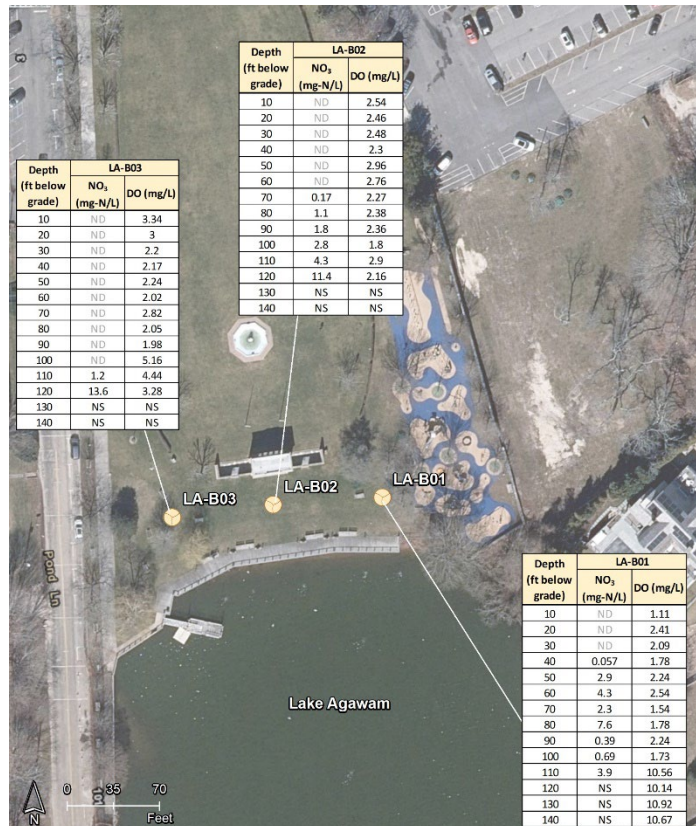 Depth (ft below grade) LA-B02
NO₃ (mg-N/L) DO (mg/L)
10 ND 2.54
20 ND 2.46
30 ND 2.48
40 ND 2.3
50 ND 2.96
60 ND 2.76
70 0.17 2.27
80 1.1 2.38
90 1.8 2.36
100 2.8 1.8
110 4.3 2.9
120 11.4 2.16
130 NS NS
140 NS NS
Depth (ft below grade) LA-B03
NO₃ (mg-N/L) DO (mg/L)
10 ND 3.34
20 ND 3
30 ND 2.2
40 ND 2.17
50 ND 2.24
60 ND 2.02
70 ND 2.82
80 ND 2.05
90 ND 1.98
100 ND 5.16
110 1.2 4.44
120 13.6 3.28
130 NS NS
140 NS NS
LA-B03
LA-B02
LA-B01
Pond Ln
Lake Agawam
Depth (ft below grade) LA-B01
NO₃ (mg-N/L) DO (mg/L)
10 ND 1.11
20 ND 2.41
30 ND 2.09
40 0.057 1.78
50 2.9 2.24
60 4.3 2.54
70 2.3 1.54
80 7.6 1.78
90 0.39 2.24
100 0.69 1.73
110 3.9 10.56
120 NS 10.14
130 NS 10.92
140 NS 10.67
N
0 35 70
Feet